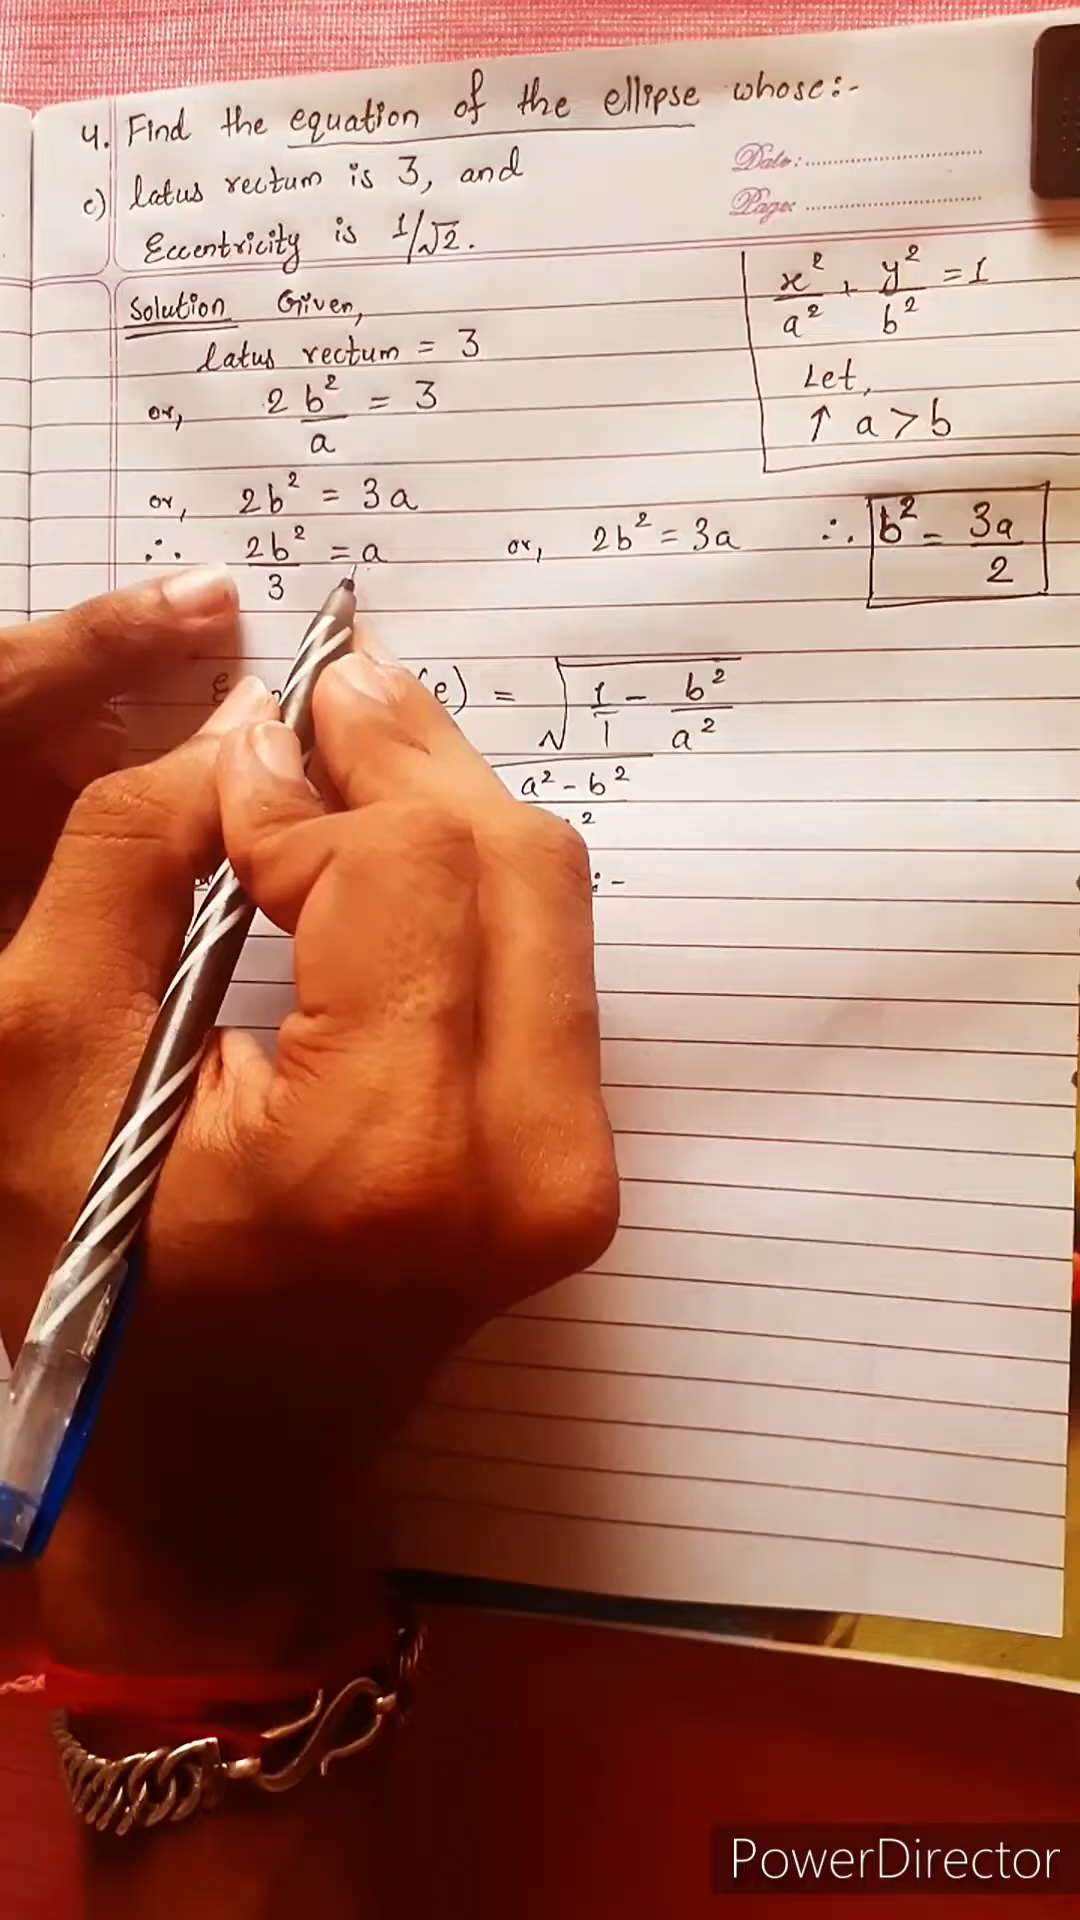 4. Find the equation of the ellipse whose:-
c) latus rectum is 3, and
Eccentricity is 1/√2.
Date:
Page:
Solution Given,
latus rectum = 3
or, 2b²/a = 3
or, 2b² = 3a
∴ 2b²/3 = a or, 2b² = 3a ∴ b² = 3a/2
x²/a² + y²/b² = 1
Let,
↑ a > b
(e) = √1/1 - b²/a²
a² - b²
2
:-
PowerDirector